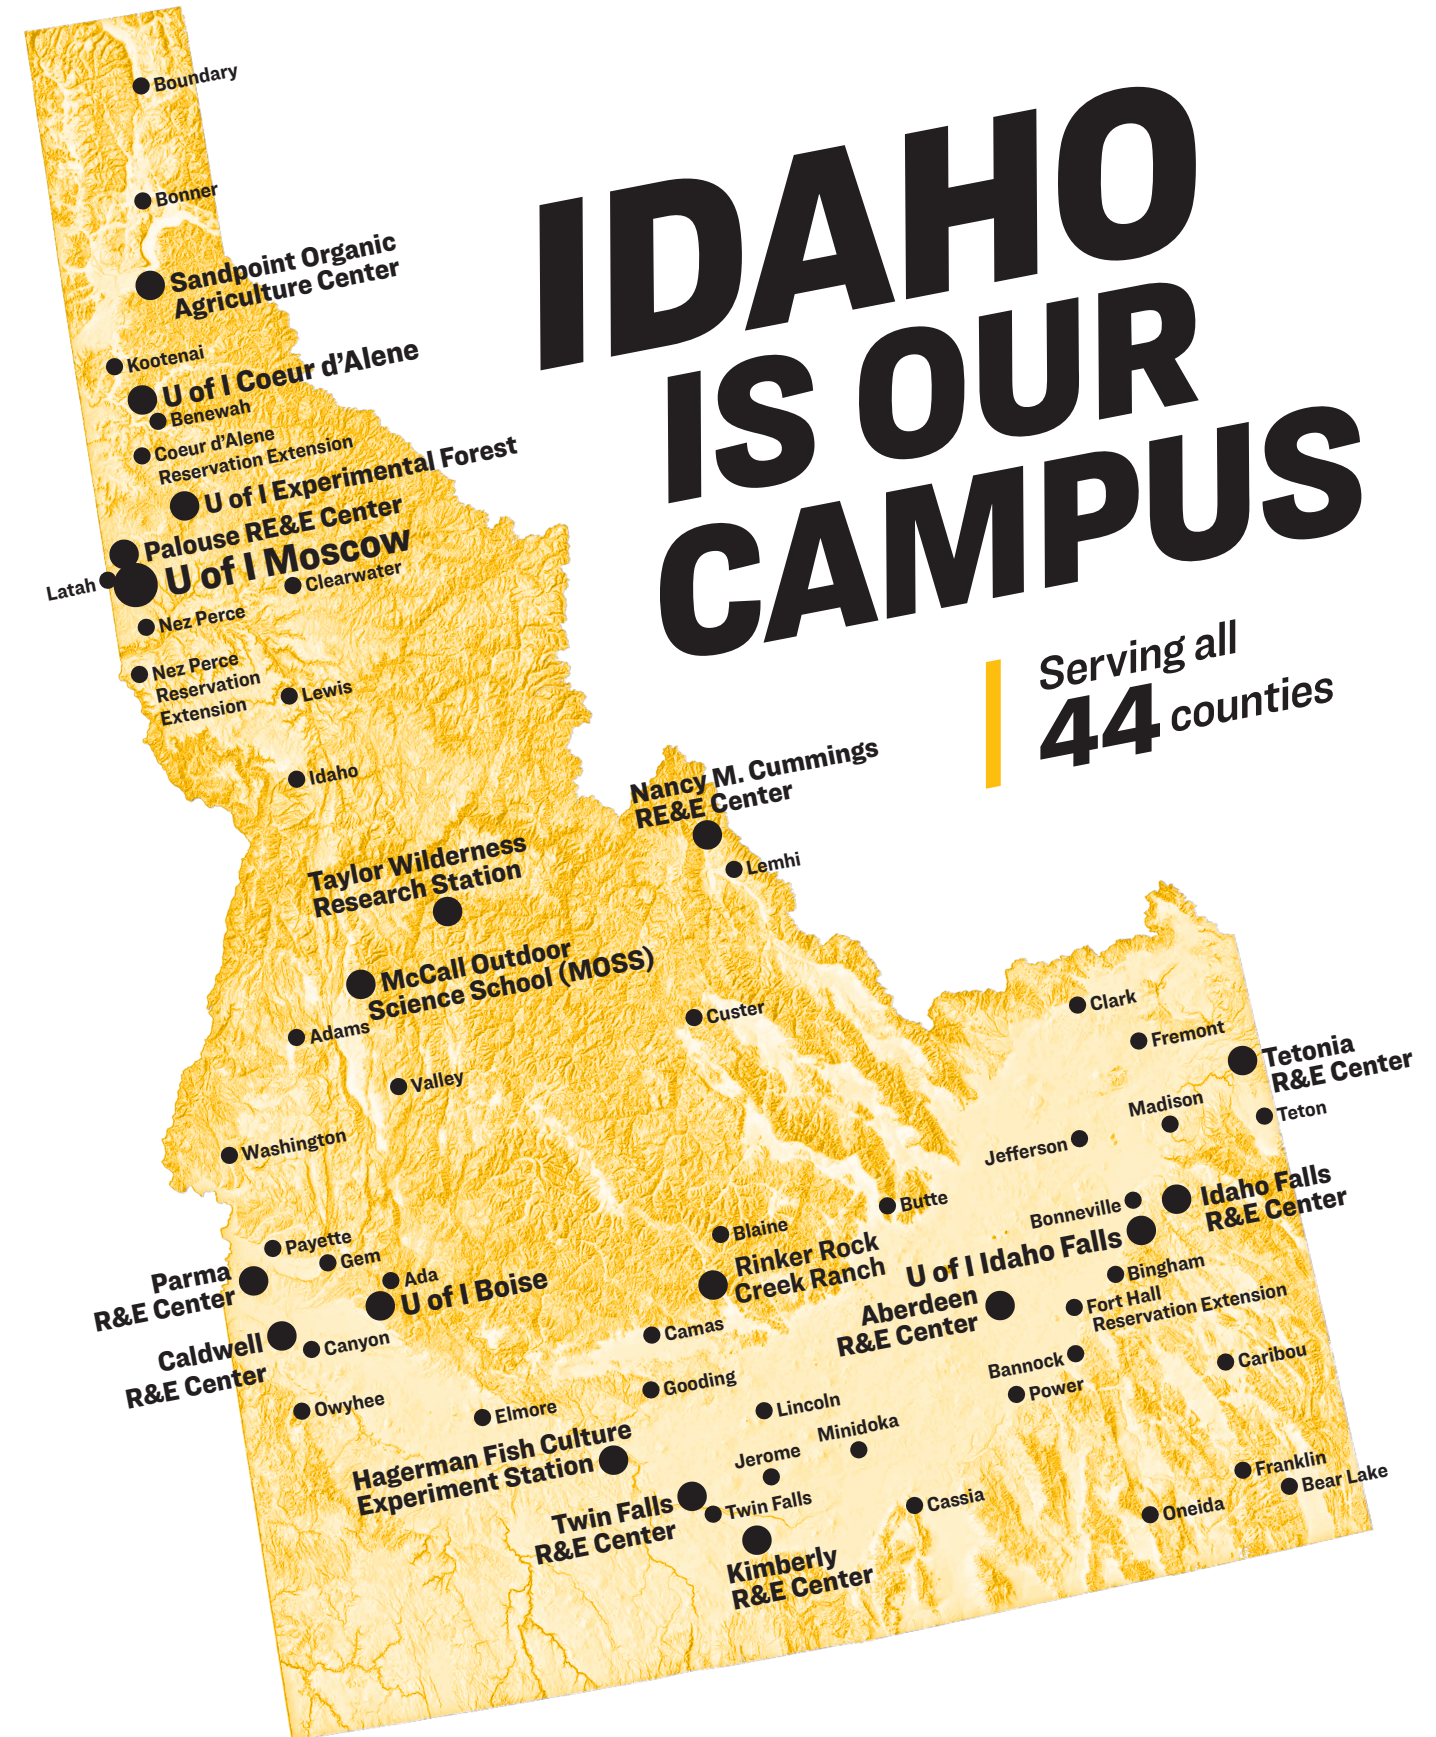 IDAHO
IS OUR
CAMPUS
Serving all
44 counties
Boundary
Bonner
Sandpoint Organic
Agriculture Center
Kootenai
U of I Coeur d’Alene
Benewah
Coeur d’Alene
Reservation Extension
U of I Experimental Forest
Palouse RE&E Center
U of I Moscow
Latah
Clearwater
Nez Perce
Nez Perce
Reservation
Extension
Lewis
Idaho
Nancy M. Cummings
RE&E Center
Lemhi
Taylor Wilderness
Research Station
McCall Outdoor
Science School (MOSS)
Adams
Custer
Valley
Clark
Fremont
Tetonia
R&E Center
Madison
Teton
Jefferson
Washington
Butte
Bonneville
Idaho Falls
R&E Center
U of I Idaho Falls
Blaine
Rinker Rock
Creek Ranch
Payette
Gem
Parma
R&E Center
Ada
U of I Boise
Bingham
Aberdeen
R&E Center
Fort Hall
Reservation Extension
Caldwell
R&E Center
Canyon
Camas
Bannock
Caribou
Power
Gooding
Owyhee
Elmore
Lincoln
Minidoka
Hagerman Fish Culture
Experiment Station
Jerome
Twin Falls
R&E Center
Twin Falls
Cassia
Franklin
Bear Lake
Oneida
Kimberly
R&E Center